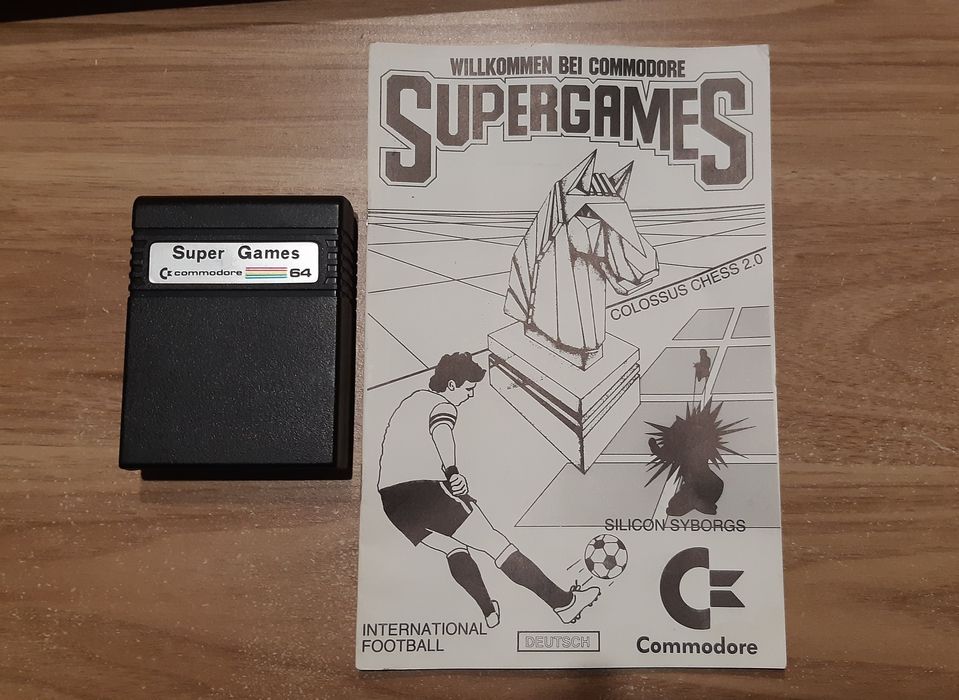 Super Games
commodore 64
WILLKOMMEN BEI COMMODORE
SUPERGAMES
COLOSSUS CHESS 2.0
SILICON SYBORGS
INTERNATIONAL
FOOTBALL
DEUTSCH
Commodore